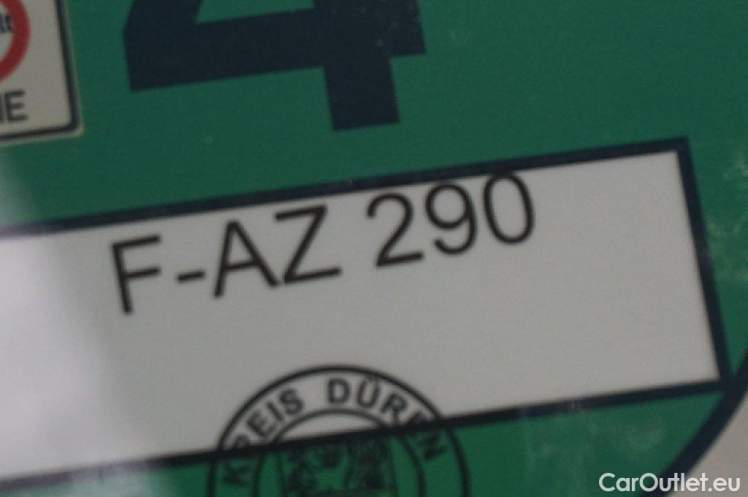 4
F-AZ 290
KREIS DÜREN
CarOutlet.eu